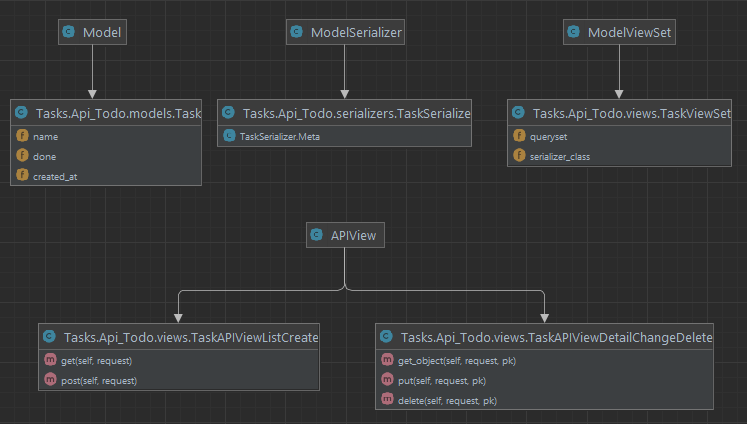 Model
ModelSerializer
ModelViewSet
Tasks.Api_Todo.models.Task
name
done
created_at
Tasks.Api_Todo.serializers.TaskSerialize
TaskSerializer.Meta
Tasks.Api_Todo.views.TaskViewSet
queryset
serializer_class
APIView
Tasks.Api_Todo.views.TaskAPIViewListCreate
get(self, request)
post(self, request)
Tasks.Api_Todo.views.TaskAPIViewDetailChangeDelete
get_object(self, request, pk)
put(self, request, pk)
delete(self, request, pk)